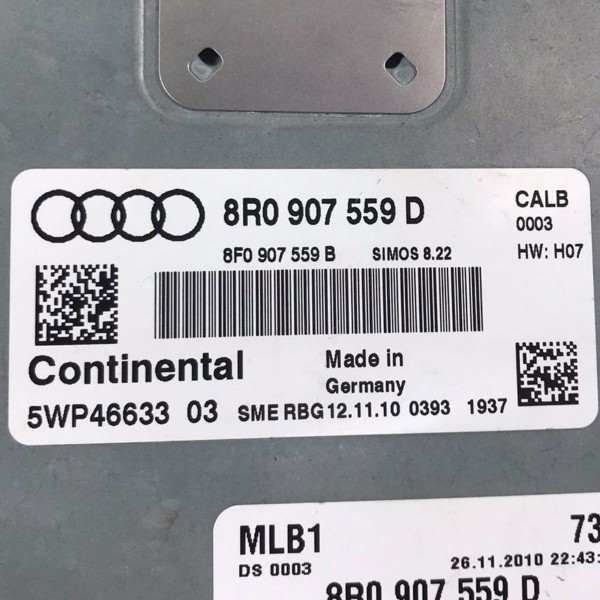 8R0 907 559 D
CALB
0003
8F0 907 559 B SIMOS 8.22 HW: H07
Continental
Made in
Germany
5WP46633 03 SME RBG 12.11.10 0393 1937
MLB1 73
DS 0003 26.11.2010 22:43:
8R0 907 559 D